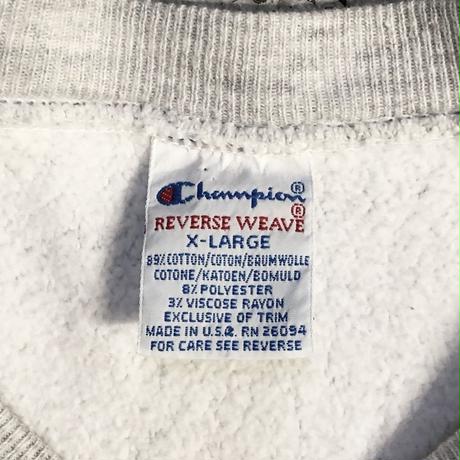 Champion®
REVERSE WEAVE®
X-LARGE
89% COTTON/COTON/BAUMWOLLE
COTONE/KATOEN/BOMULD
8% POLYESTER
3% VISCOSE RAYON
EXCLUSIVE OF TRIM
MADE IN U.S.A. RN 26094
FOR CARE SEE REVERSE